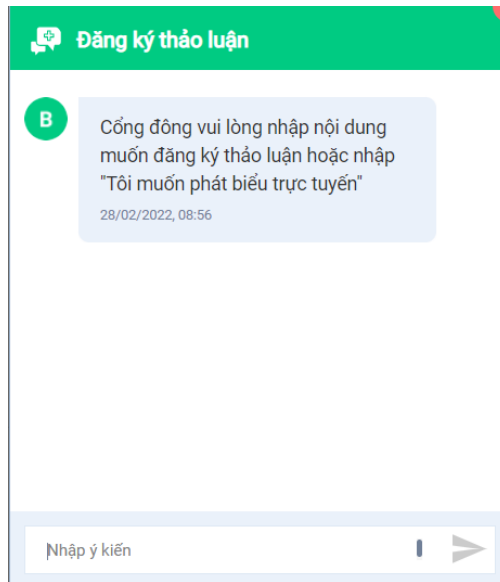 Đăng ký thảo luận
B
Cổng đông vui lòng nhập nội dung
muốn đăng ký thảo luận hoặc nhập
"Tôi muốn phát biểu trực tuyến"
28/02/2022, 08:56
Nhập ý kiến